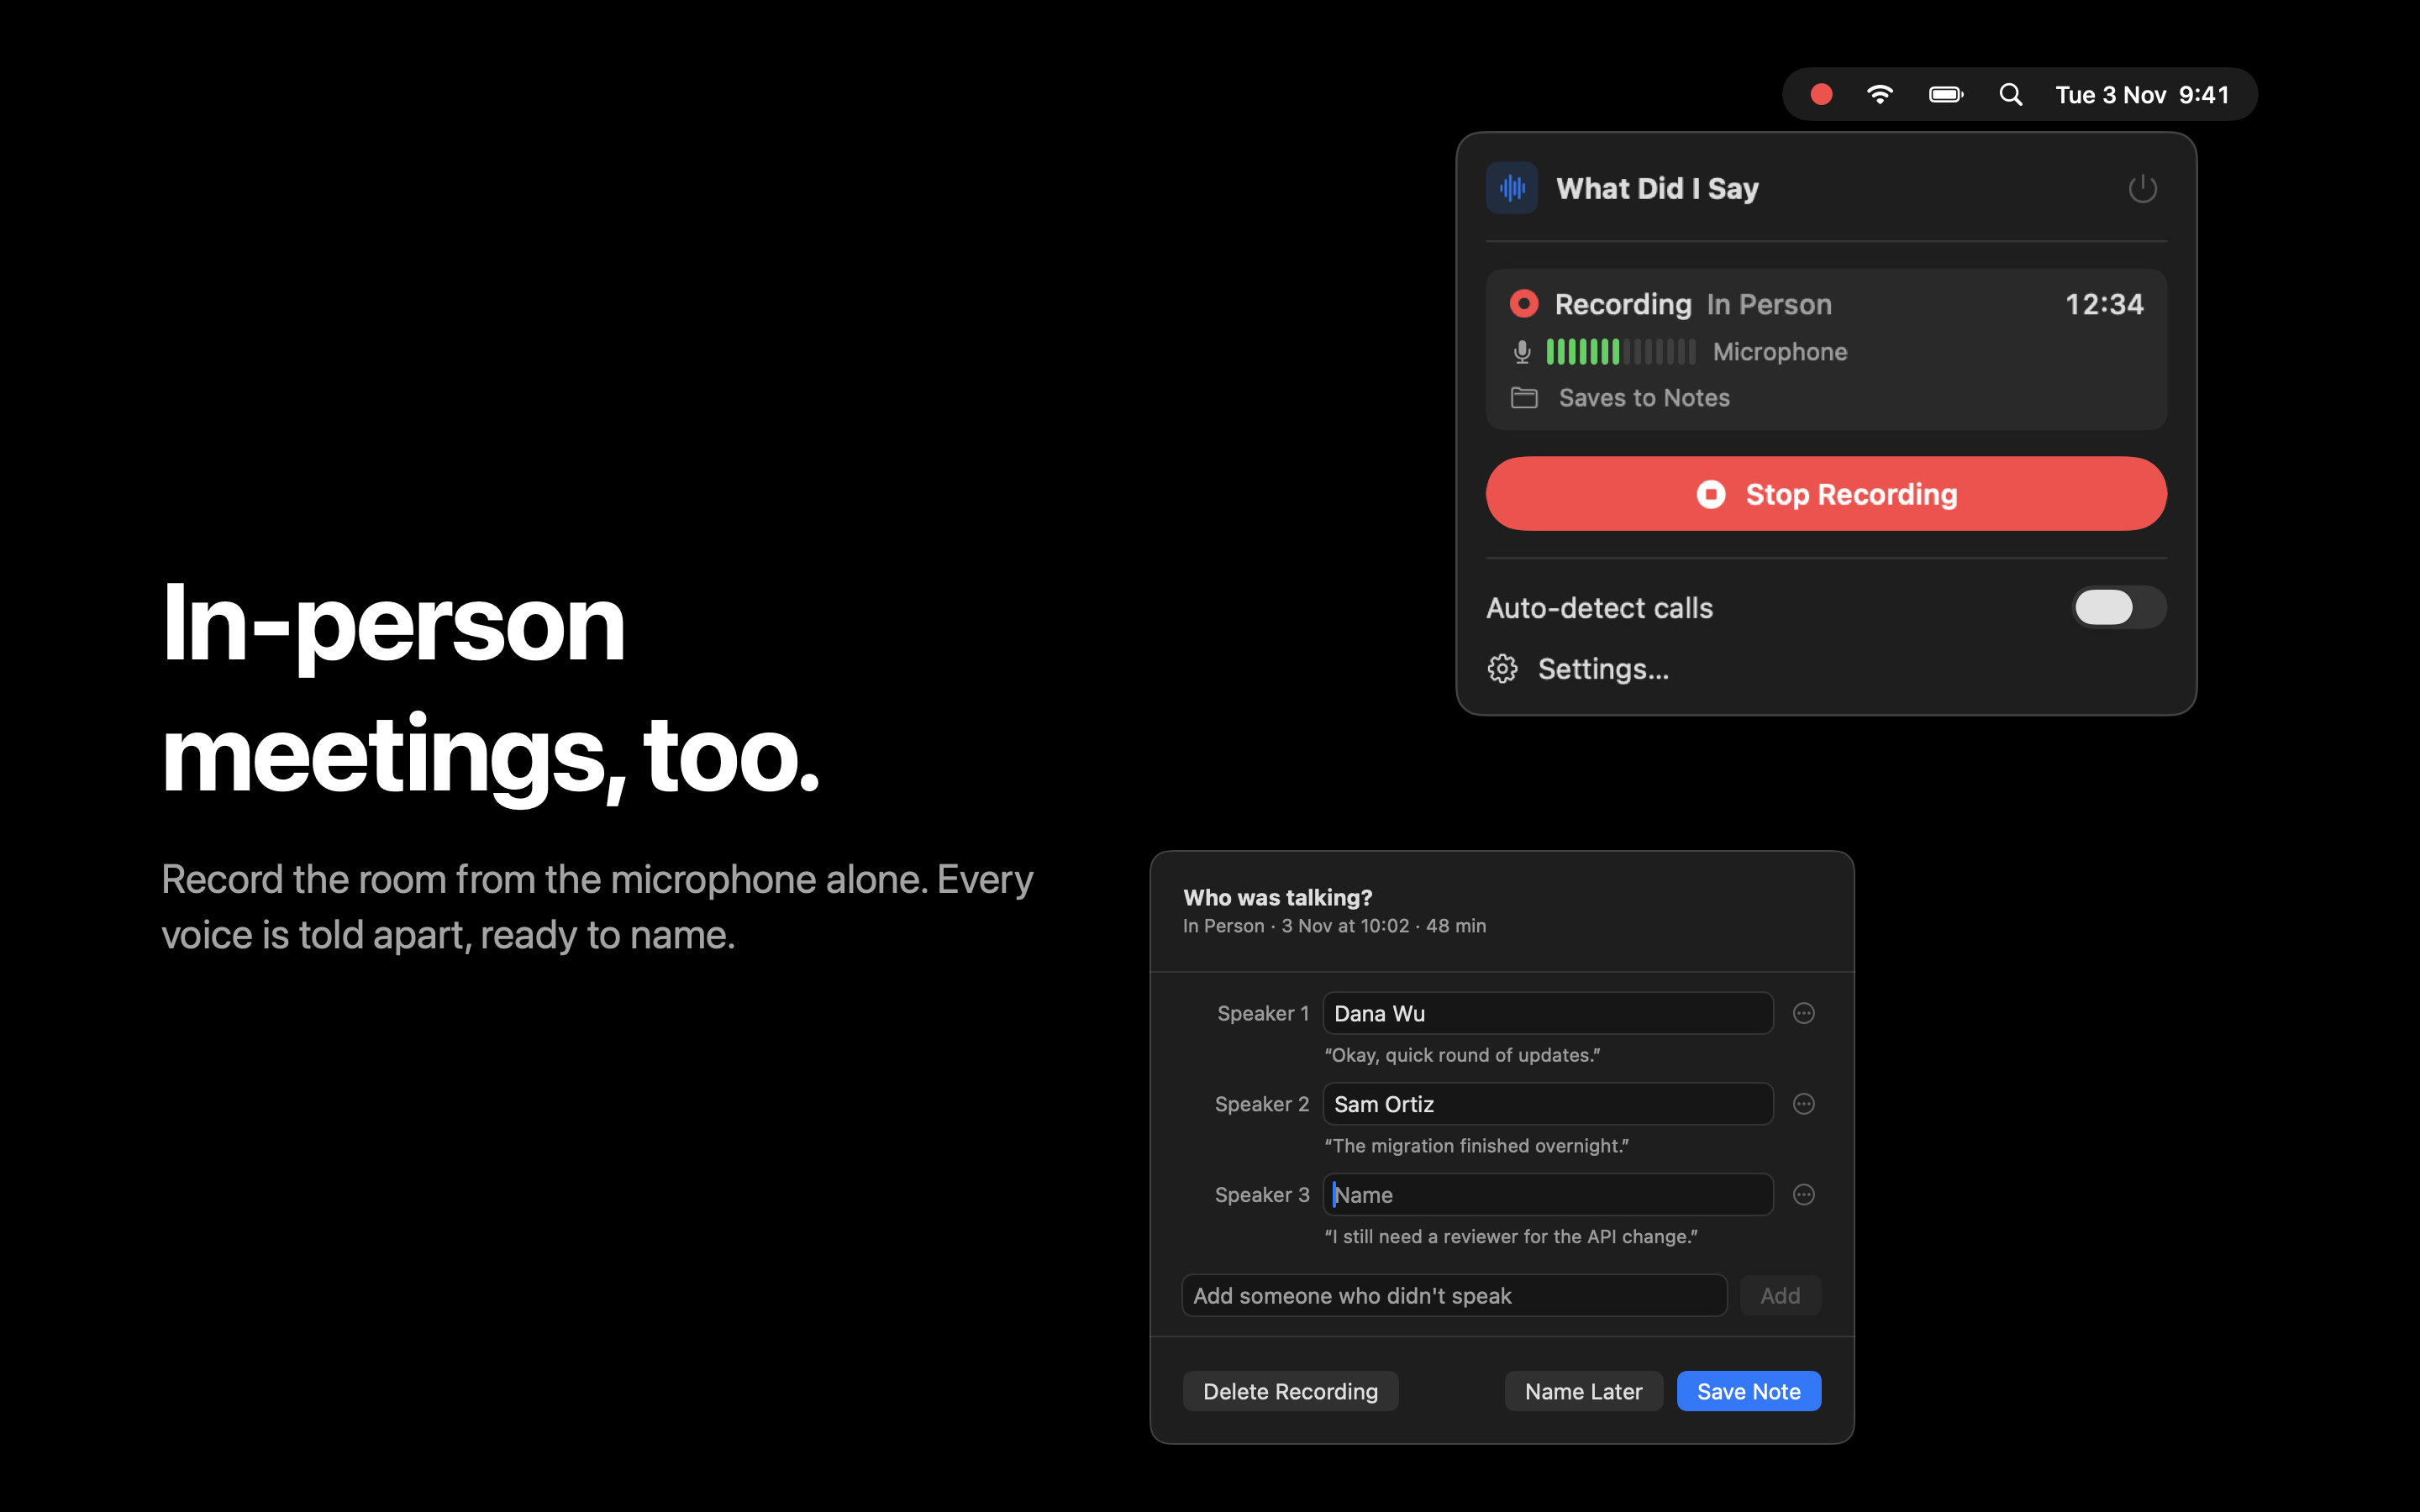 Tue 3 Nov 9:41
What Did I Say
Recording In Person 12:34
Microphone
Saves to Notes
Stop Recording
Auto-detect calls
Settings...
In-person
meetings, too.
Record the room from the microphone alone. Every
voice is told apart, ready to name.
Who was talking?
In Person · 3 Nov at 10:02 · 48 min
Speaker 1 Dana Wu
“Okay, quick round of updates.”
Speaker 2 Sam Ortiz
“The migration finished overnight.”
Speaker 3 Name
“I still need a reviewer for the API change.”
Add someone who didn't speak Add
Delete Recording Name Later Save Note